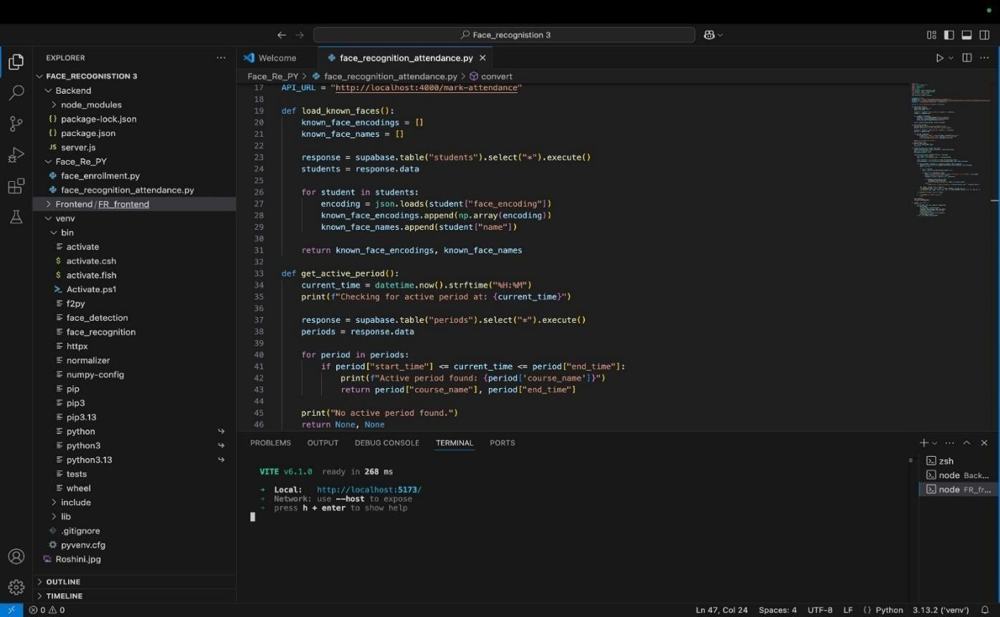 Face_recognistion 3
EXPLORER
FACE_RECOGNISTION 3
Backend
node_modules
package-lock.json
package.json
JS server.js
Face_Re_PY
face_enrollment.py
face_recognition_attendance.py
Frontend/FR_frontend
venv
bin
activate
$ activate.csh
$ activate.fish
Activate.ps1
f2py
face_detection
face_recognition
httpx
normalizer
numpy-config
pip
pip3
pip3.13
python
python3
python3.13
tests
wheel
include
lib
.gitignore
pyvenv.cfg
Roshini.jpg
OUTLINE
TIMELINE
Welcome
face_recognition_attendance.py
Face_Re_PY > face_recognition_attendance.py > convert
17 API_URL = "http://localhost:4000/mark-attendance"
18
19 def load_known_faces():
20 known_face_encodings = []
21 known_face_names = []
22
23 response = supabase.table("students").select("*").execute()
24 students = response.data
25
26 for student in students:
27 encoding = json.loads(student["face_encoding"])
28 known_face_encodings.append(np.array(encoding))
29 known_face_names.append(student["name"])
30
31 return known_face_encodings, known_face_names
32
33 def get_active_period():
34 current_time = datetime.now().strftime("%H:%M")
35 print(f"Checking for active period at: {current_time}")
36
37 response = supabase.table("periods").select("*").execute()
38 periods = response.data
39
40 for period in periods:
41 if period["start_time"] <= current_time <= period["end_time"]:
42 print(f"Active period found: {period['course_name']}")
43 return period["course_name"], period["end_time"]
44
45 print("No active period found.")
46 return None, None
PROBLEMS OUTPUT DEBUG CONSOLE TERMINAL PORTS
VITE v6.1.0 ready in 268 ms
➜ Local: http://localhost:5173/
➜ Network: use --host to expose
➜ press h + enter to show help
zsh
node Back...
node FR_fr...
0 0
Ln 47, Col 24 Spaces: 4 UTF-8 LF {} Python 3.13.2 ('venv')